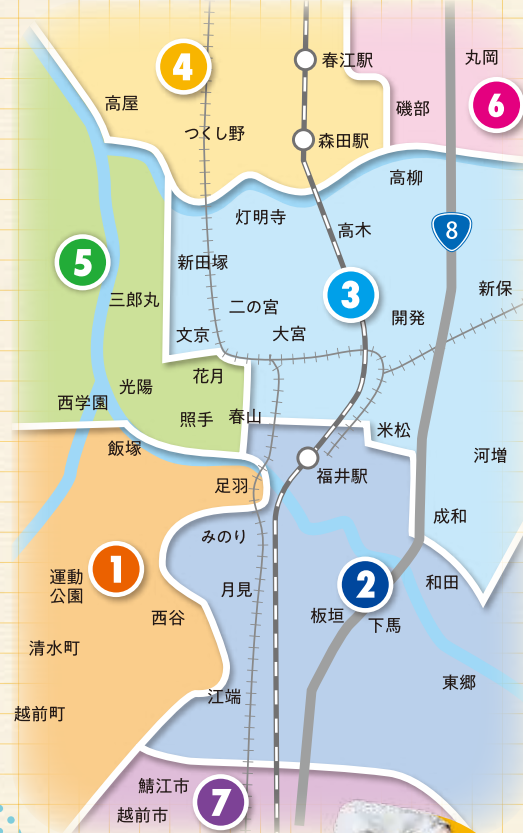 春江駅
丸岡
4
高屋
6
磯部
つくし野
森田駅
高柳
灯明寺
高木
8
5
新田塚
三郎丸
二の宮
3
新保
開発
文京
大宮
花月
光陽
西学園
照手
春山
米松
飯塚
福井駅
河増
足羽
成和
みのり
1
運動
公園
月見
2
和田
西谷
板垣
下馬
清水町
東郷
江端
越前町
鯖江市
越前市
7